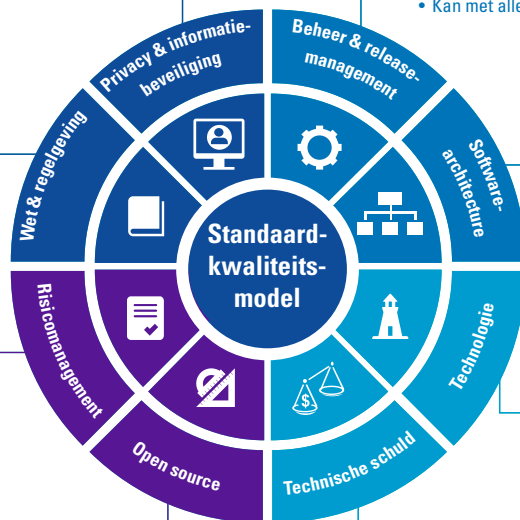 • Kan met alle
Privacy & informatie-
beveiliging
Beheer & release-
management
Wet & regelgeving
Software-
architecture
Standaard-
kwaliteits-
model
$
Risicomanagement
Technologie
Open source
Technische schuld